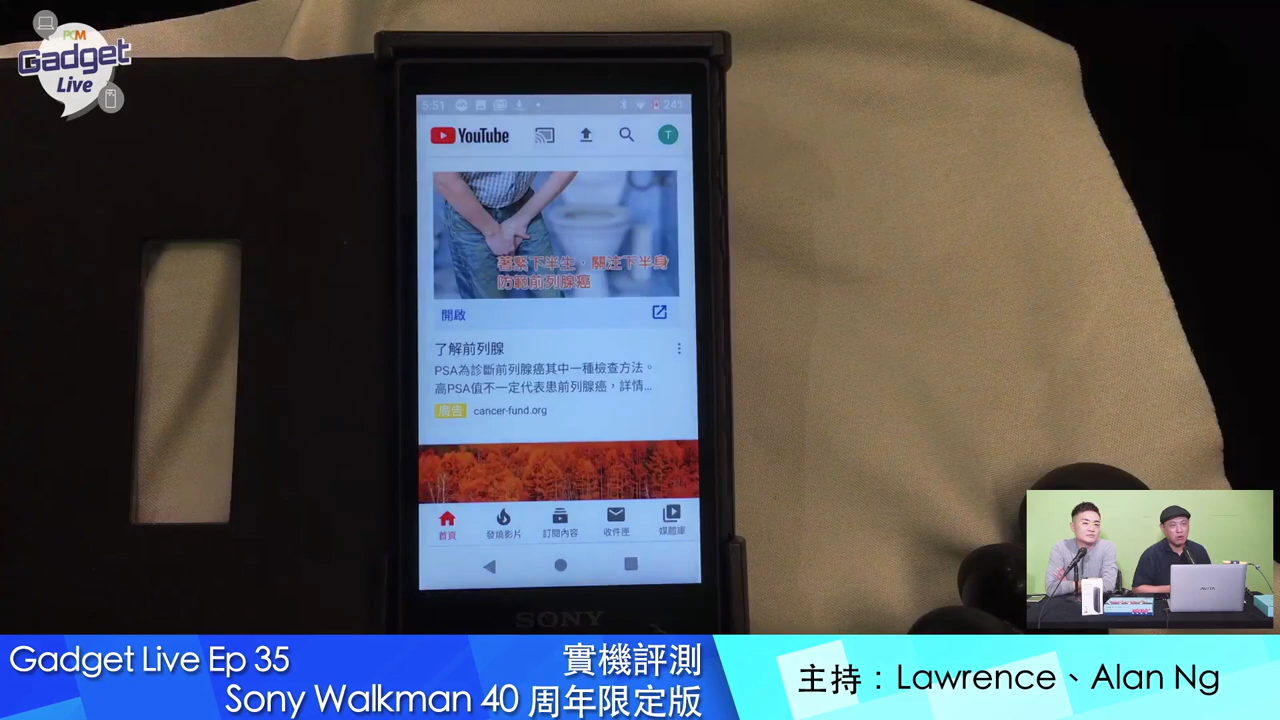 PCM
Gadget
Live
5:51
24%
YouTube
T
著緊下半生，關注下半身
防範前列腺癌
開啟
了解前列腺
PSA為診斷前列腺癌其中一種檢查方法。
高PSA值不一定代表患前列腺癌，詳情...
廣告 cancer-fund.org
首頁 發燒影片 訂閱內容 收件匣 媒體庫
SONY
Gadget Live Ep 35
實機評測
Sony Walkman 40 周年限定版
主持：Lawrence、Alan Ng